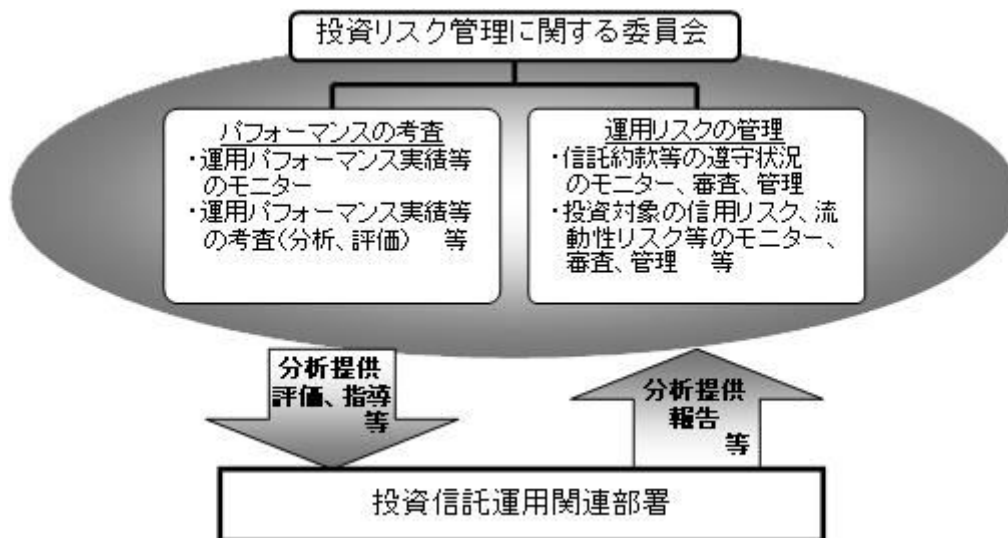 投資リスク管理に関する委員会
パフォーマンスの考査
・運用パフォーマンス実績等
のモニター
・運用パフォーマンス実績等
の考査(分析、評価) 等
運用リスクの管理
・信託約款等の遵守状況
のモニター、審査、管理
・投資対象の信用リスク、流
動性リスク等のモニター、
審査、管理 等
分析提供
評価、指導
等
分析提供
報告
等
投資信託運用関連部署